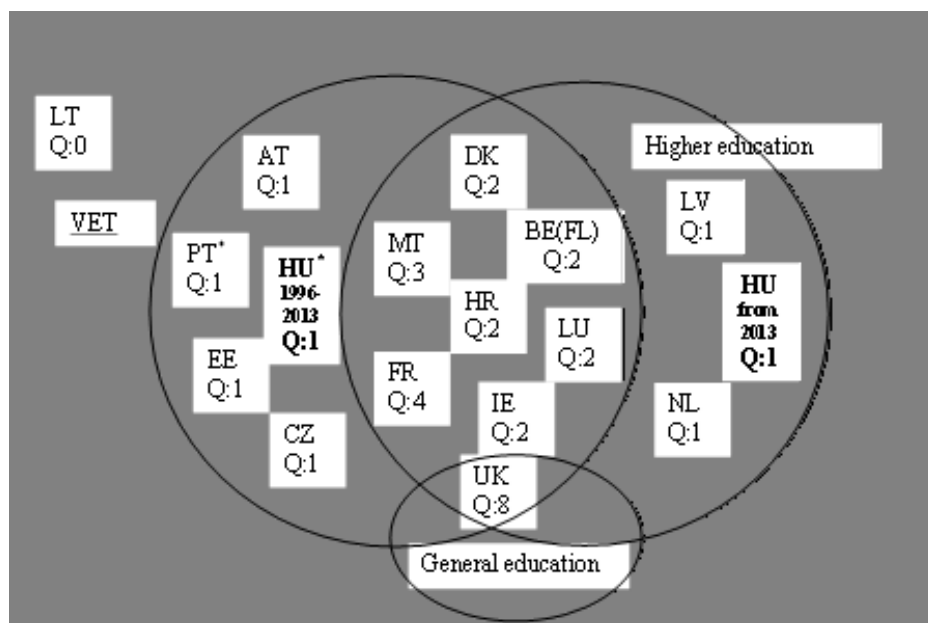 LT
Q:0
VET
AT
Q:1
PT*
Q:1
HU*
1996-
2013
Q:1
EE
Q:1
CZ
Q:1
DK
Q:2
MT
Q:3
BE(FL)
Q:2
HR
Q:2
LU
Q:2
FR
Q:4
IE
Q:2
UK
Q:8
General education
Higher education
LV
Q:1
HU
from
2013
Q:1
NL
Q:1